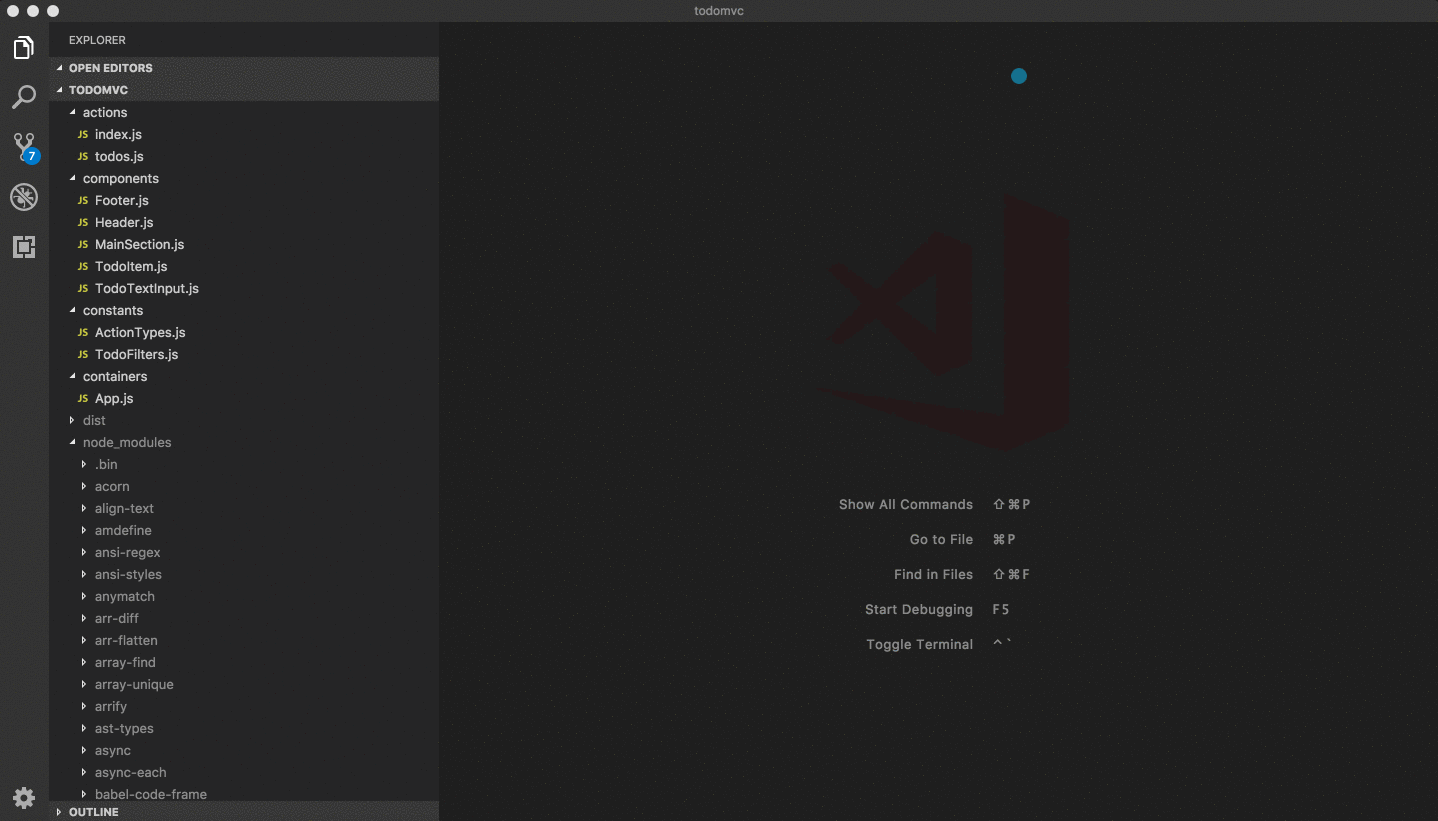 todomvc
EXPLORER
OPEN EDITORS
TODOMVC
actions
JS index.js
JS todos.js
7
components
JS Footer.js
JS Header.js
JS MainSection.js
JS TodoItem.js
JS TodoTextInput.js
constants
JS ActionTypes.js
JS TodoFilters.js
containers
JS App.js
dist
node_modules
.bin
acorn
align-text
amdefine
ansi-regex
ansi-styles
anymatch
arr-diff
arr-flatten
array-find
array-unique
arrify
ast-types
async
async-each
babel-code-frame
OUTLINE
Show All Commands ⇧⌘P
Go to File ⌘P
Find in Files ⇧⌘F
Start Debugging F5
Toggle Terminal ^`